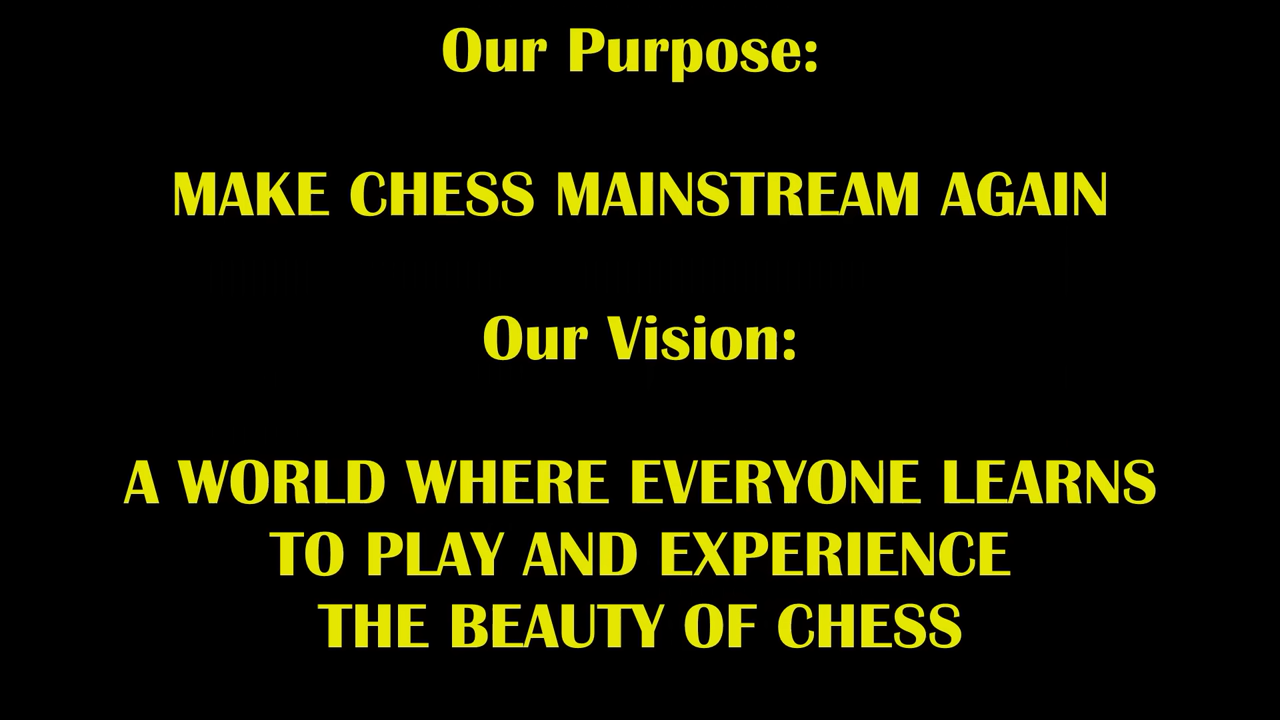 Our Purpose:
MAKE CHESS MAINSTREAM AGAIN
Our Vision:
A WORLD WHERE EVERYONE LEARNS
TO PLAY AND EXPERIENCE
THE BEAUTY OF CHESS